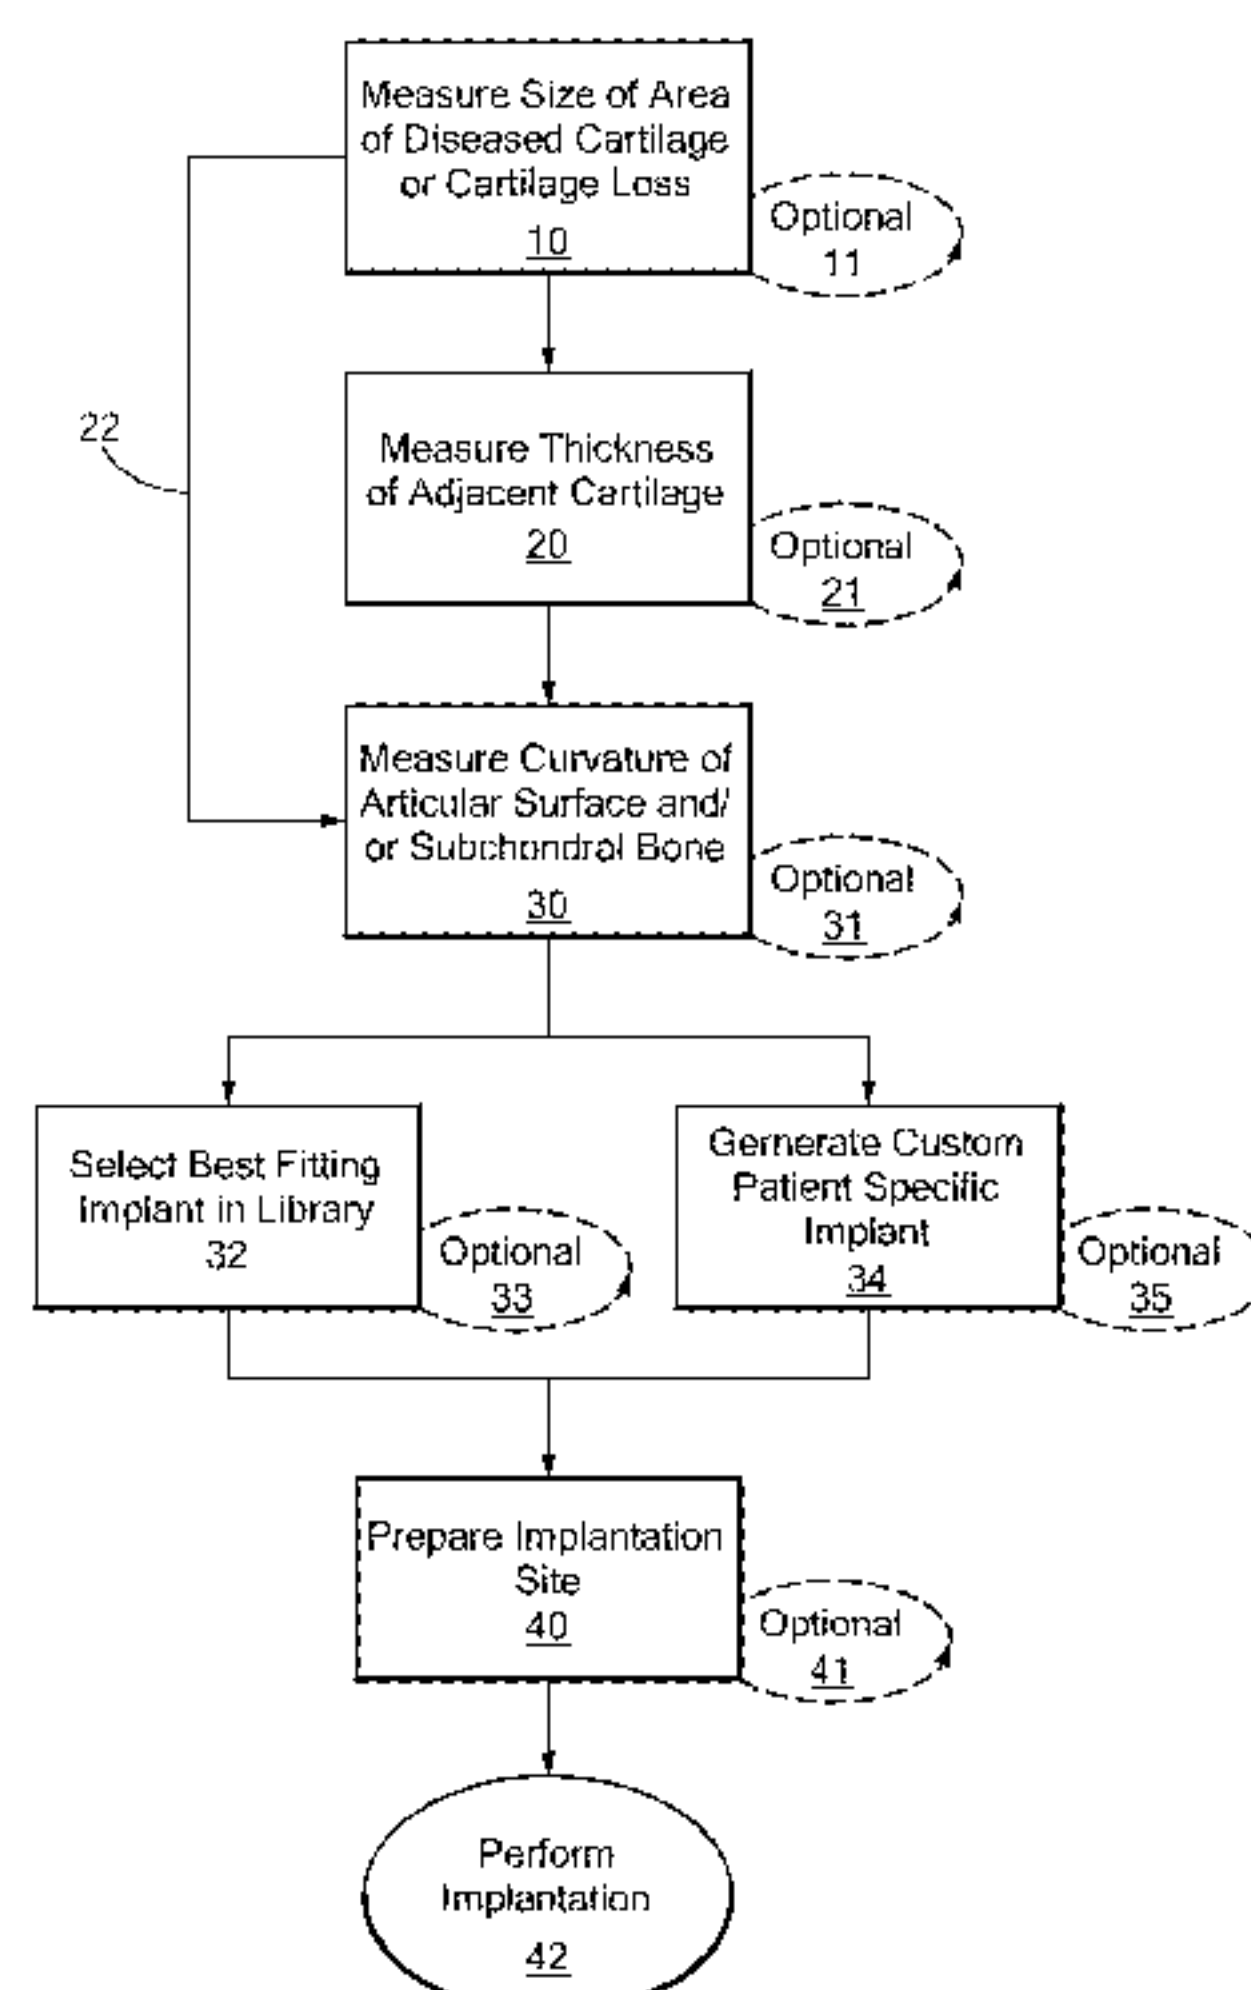 Measure Size of Area
of Diseased Cartilage
or Cartilage Loss
10
Optional
11
22
Measure Thickness
of Adjacent Cartilage
20
Optional
21
Measure Curvature of
Articular Surface and/
or Subchondral Bone
30
Optional
31
Select Best Fitting
Implant in Library
32
Optional
33
Gernerate Custom
Patient Specific
Implant
34
Optional
35
Prepare Implantation
Site
40
Optional
41
Perform
Implantation
42